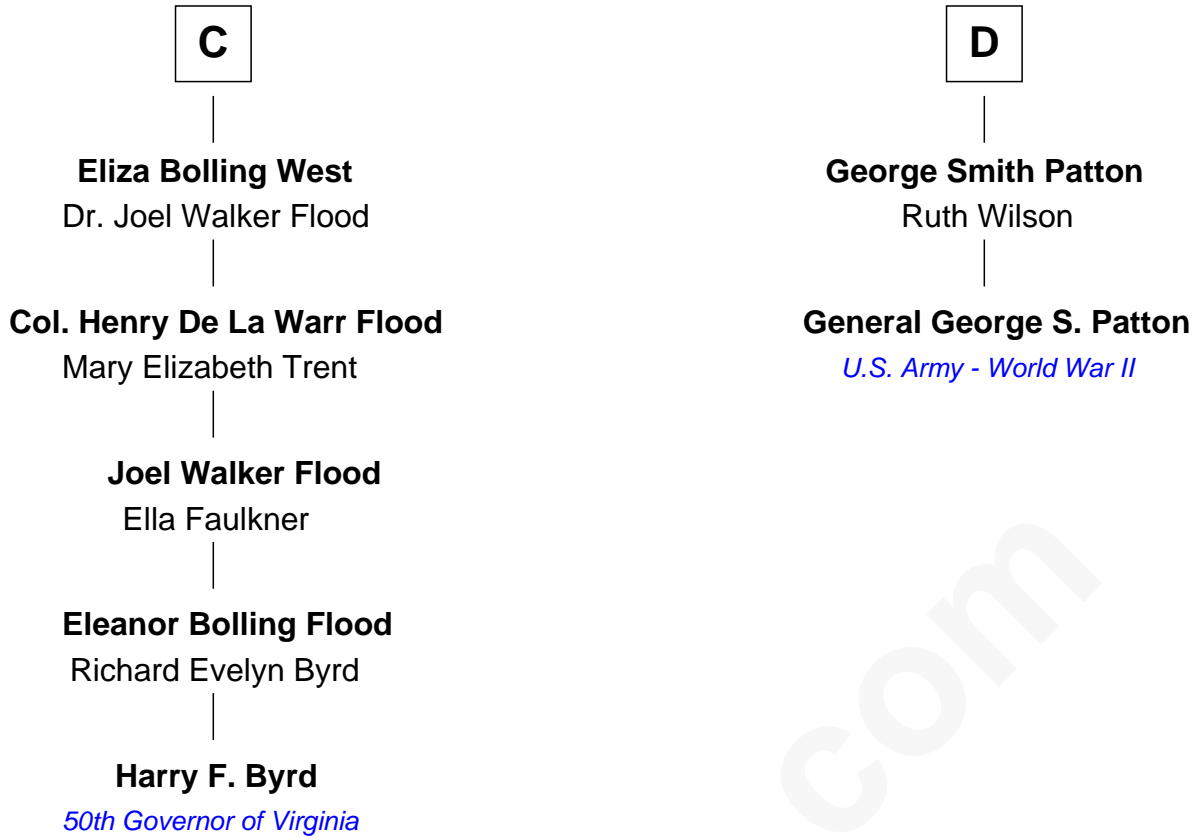 C
Eliza Bolling West
Dr. Joel Walker Flood
Col. Henry De La Warr Flood
Mary Elizabeth Trent
Joel Walker Flood
Ella Faulkner
Eleanor Bolling Flood
Richard Evelyn Byrd
Harry F. Byrd
50th Governor of Virginia
D
George Smith Patton
Ruth Wilson
General George S. Patton
U.S. Army - World War II
com